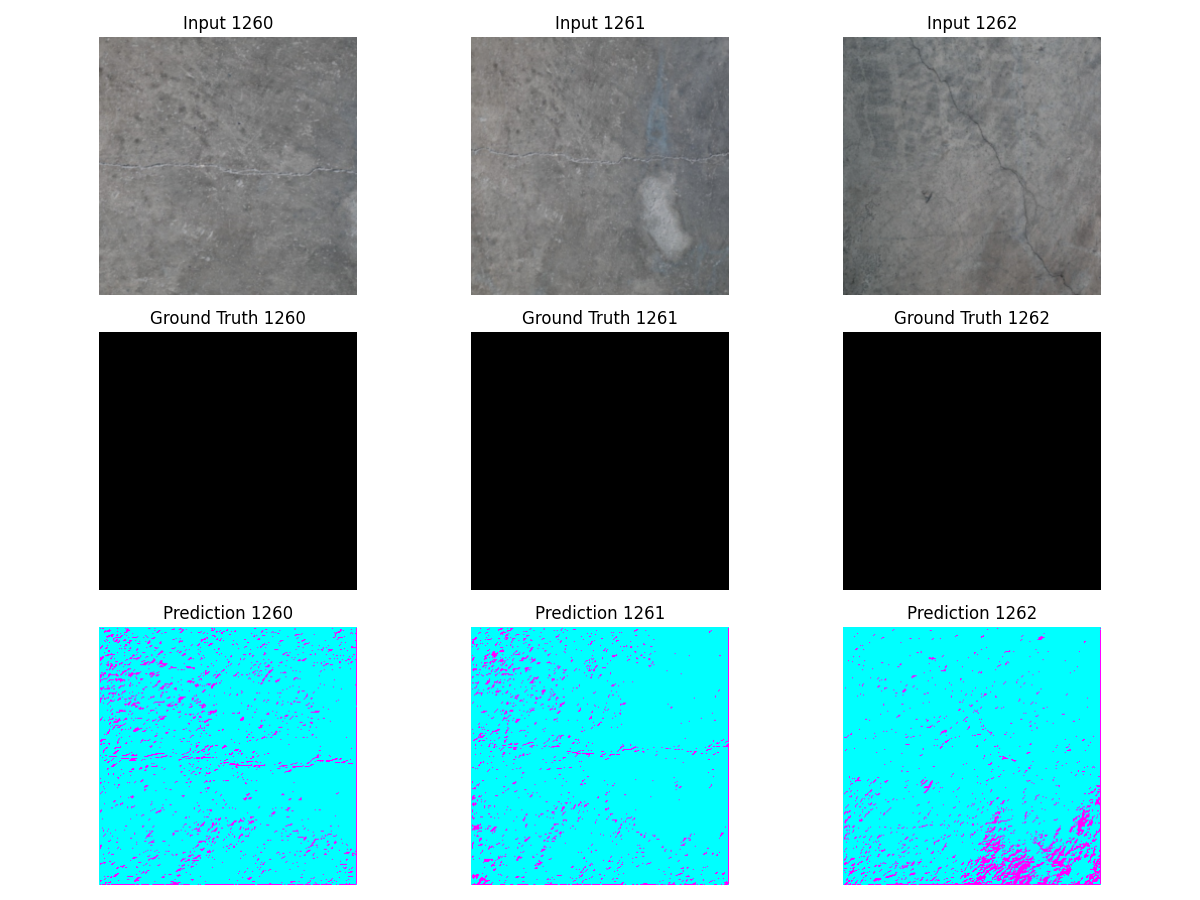 Input 1260
Input 1261
Input 1262
Ground Truth 1260
Ground Truth 1261
Ground Truth 1262
Prediction 1260
Prediction 1261
Prediction 1262